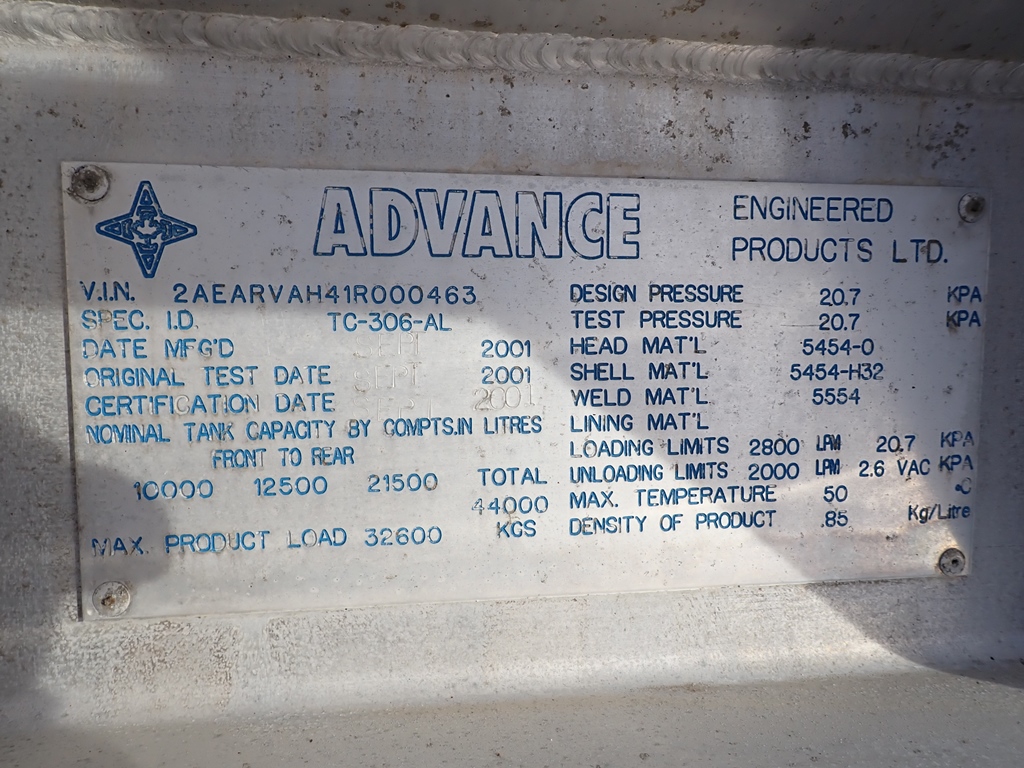 ADVANCE
ENGINEERED
PRODUCTS LTD.
V.I.N. 2AEARVAH41R000463
SPEC. I.D. TC-306-AL
DATE MFG'D SEPT 2001
ORIGINAL TEST DATE SEPT 2001
CERTIFICATION DATE SEPT 2001
NOMINAL TANK CAPACITY BY COMPTS.IN LITRES
FRONT TO REAR
10000 12500 21500 TOTAL
44000
MAX. PRODUCT LOAD 32600 KGS
DESIGN PRESSURE 20.7 KPA
TEST PRESSURE 20.7 KPA
HEAD MAT'L 5454-0
SHELL MAT'L 5454-H32
WELD MAT'L 5554
LINING MAT'L
LOADING LIMITS 2800 LPM 20.7 KPA
UNLOADING LIMITS 2000 LPM 2.6 VAC KPA
MAX. TEMPERATURE 50 °C
DENSITY OF PRODUCT .85 Kg/Litre